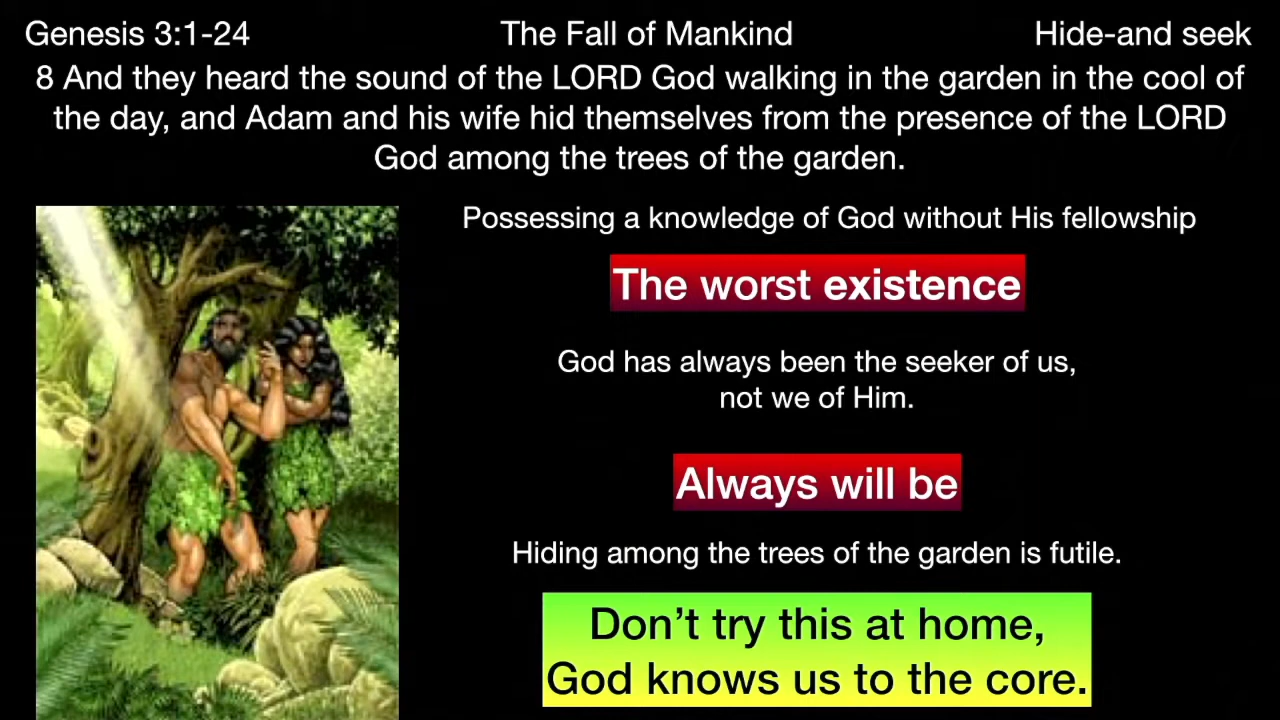 Genesis 3:1-24 The Fall of Mankind Hide-and seek
8 And they heard the sound of the LORD God walking in the garden in the cool of
the day, and Adam and his wife hid themselves from the presence of the LORD
God among the trees of the garden.
Possessing a knowledge of God without His fellowship
The worst existence
God has always been the seeker of us,
not we of Him.
Always will be
Hiding among the trees of the garden is futile.
Don’t try this at home,
God knows us to the core.